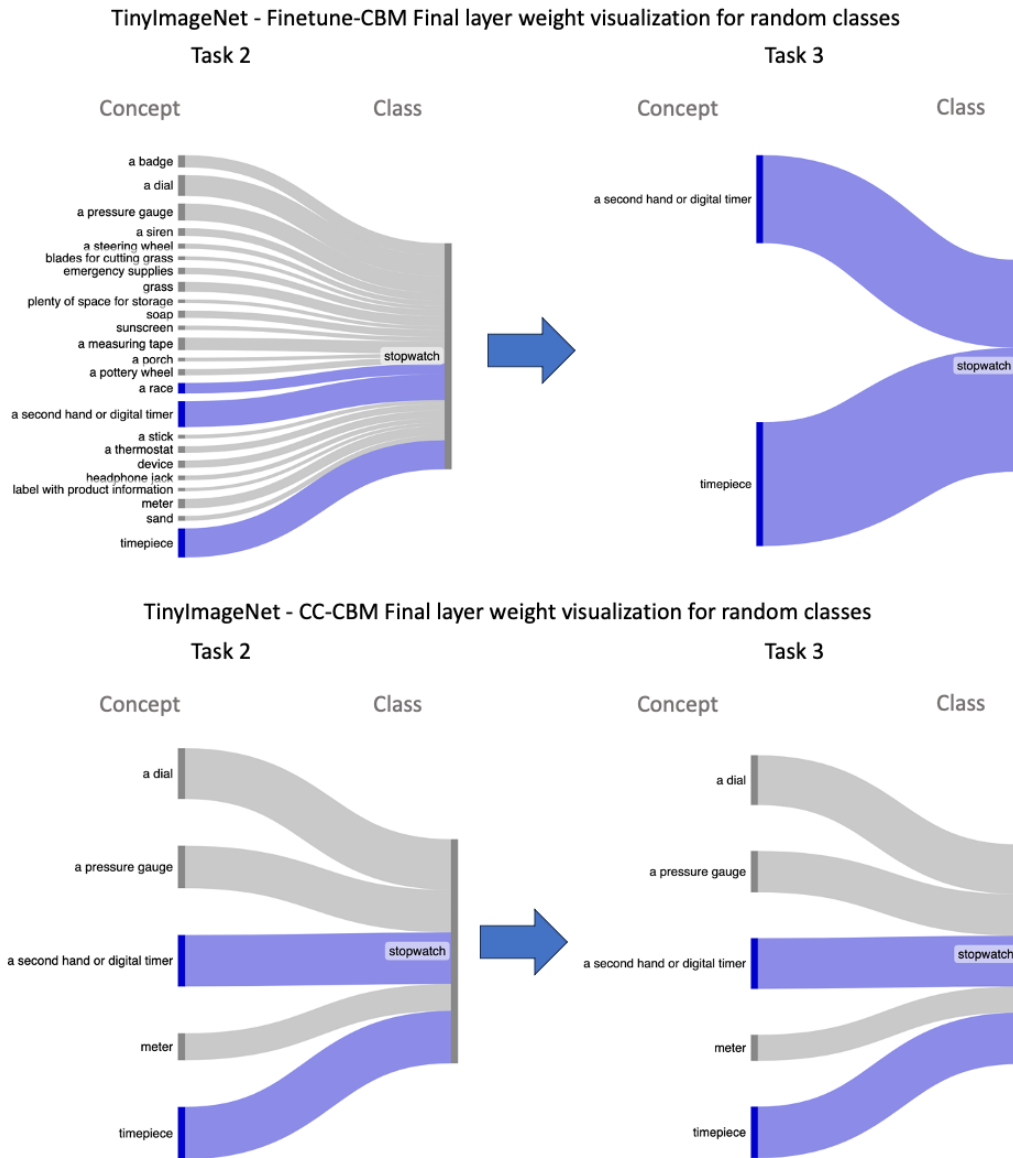 TinyImageNet - Finetune-CBM Final layer weight visualization for random classes
Task 2
Concept
Class
a badge
a dial
a pressure gauge
a siren
a steering wheel
blades for cutting grass
emergency supplies
grass
plenty of space for storage
soap
sunscreen
a measuring tape
a porch
a pottery wheel
a race
a second hand or digital timer
a stick
a thermostat
device
headphone jack
label with product information
meter
sand
timepiece
stopwatch
Task 3
Concept
Class
a second hand or digital timer
timepiece
stopwatch
TinyImageNet - CC-CBM Final layer weight visualization for random classes
Task 2
Concept
Class
a dial
a pressure gauge
a second hand or digital timer
meter
timepiece
stopwatch
Task 3
Concept
Class
a dial
a pressure gauge
a second hand or digital timer
meter
timepiece
stopwatch